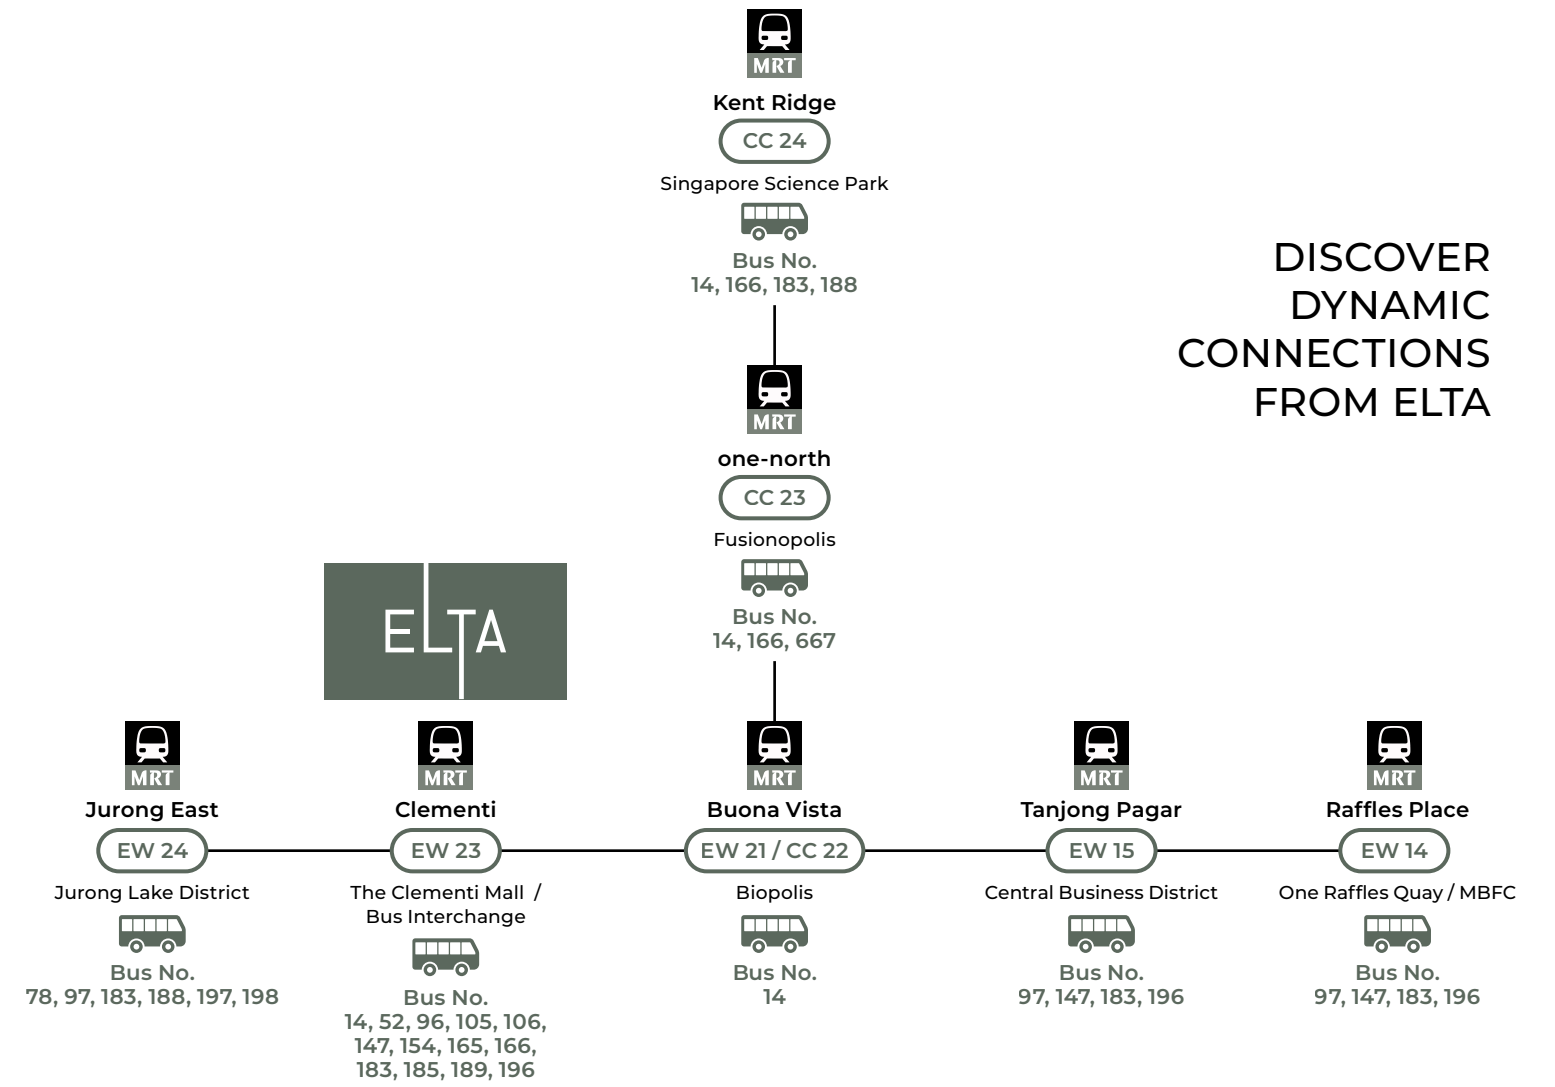 MRT
Kent Ridge
CC 24
Singapore Science Park
Bus No.
14, 166, 183, 188
DISCOVER
DYNAMIC
CONNECTIONS
FROM ELTA
MRT
one-north
CC 23
Fusionopolis
Bus No.
14, 166, 667
ELTA
MRT
Jurong East
EW 24
Jurong Lake District
Bus No.
78, 97, 183, 188, 197, 198
MRT
Clementi
EW 23
The Clementi Mall /
Bus Interchange
Bus No.
14, 52, 96, 105, 106,
147, 154, 165, 166,
183, 185, 189, 196
MRT
Buona Vista
EW 21 / CC 22
Biopolis
Bus No.
14
MRT
Tanjong Pagar
EW 15
Central Business District
Bus No.
97, 147, 183, 196
MRT
Raffles Place
EW 14
One Raffles Quay / MBFC
Bus No.
97, 147, 183, 196